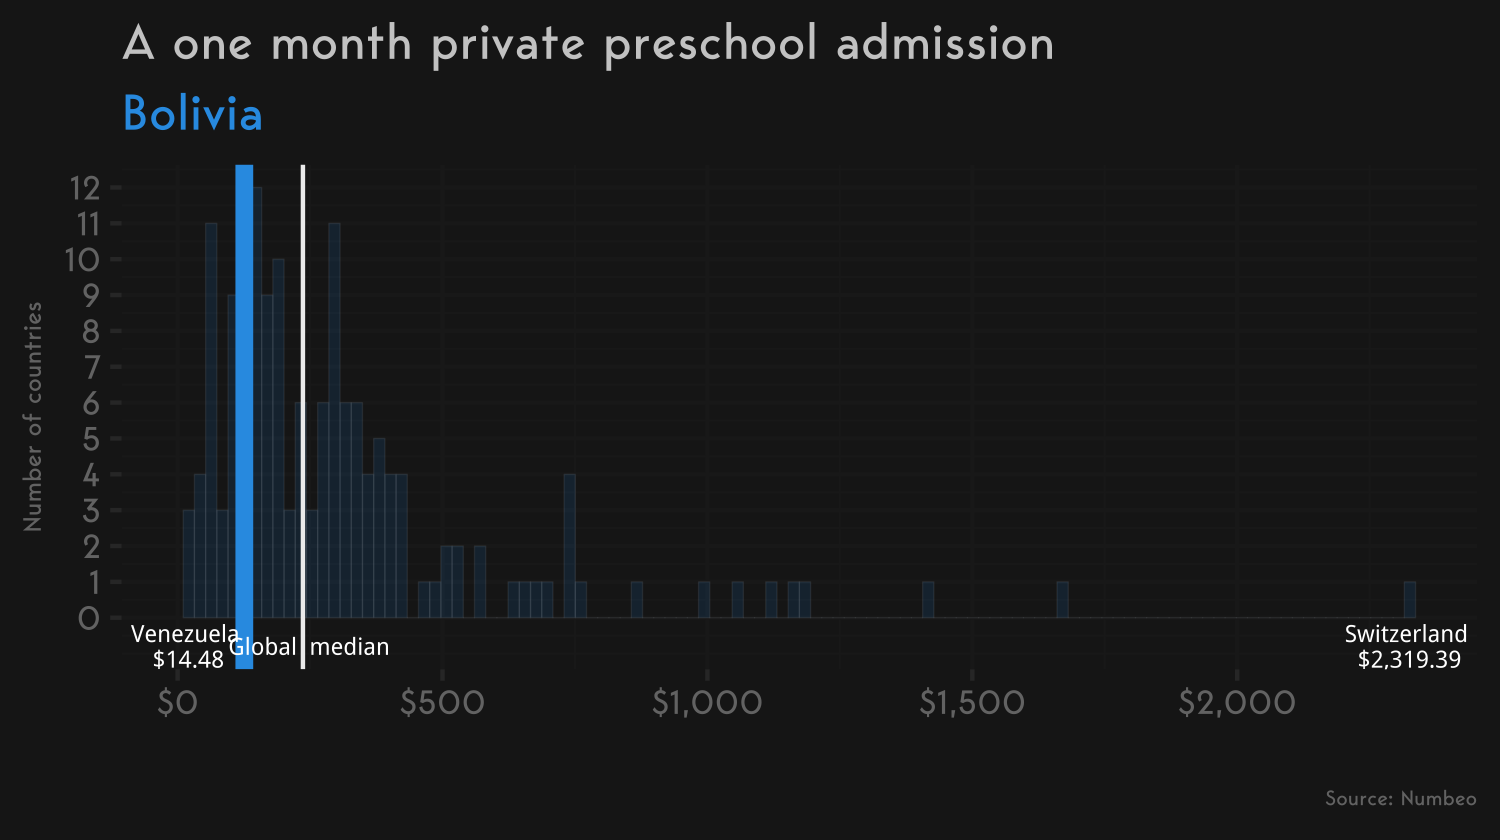 A one month private preschool admission
Bolivia
Number of countries
12
11
10
9
8
7
6
5
4
3
2
1
0
Venezuela
$14.48
Global median
Switzerland
$2,319.39
$0 $500 $1,000 $1,500 $2,000
Source: Numbeo